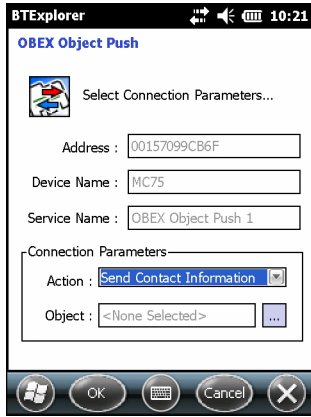 BTExplorer 10:21
OBEX Object Push
Select Connection Parameters...
Address : 00157099CB6F
Device Name : MC75
Service Name : OBEX Object Push 1
Connection Parameters
Action : Send Contact Information
Object : <None Selected> ...
OK Cancel